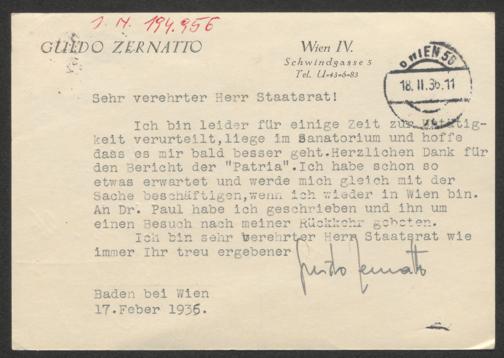 I. N. 194.956
GUIDO ZERNATTO
Wien IV.
Schwindgasse 5
Tel. U-43-6-83
WIEN 50
18.II.36.11
Sehr verehrter Herr Staatsrat!
Ich bin leider für einige Zeit zur Untätig-
keit verurteilt,liege im Sanatorium und hoffe
dass es mir bald besser geht.Herzlichen Dank für
den Bericht der "Patria".Ich habe schon so
etwas erwartet und werde mich gleich mit der
Sache beschäftigen,wenn ich wieder in Wien bin.
An Dr. Paul habe ich geschrieben und ihn um
einen Besuch nach meiner Rückkehr gebeten.
Ich bin sehr verehrter Herr Staatsrat wie
immer Ihr treu ergebener
Guido Zernatto
Baden bei Wien
17.Feber 1936.